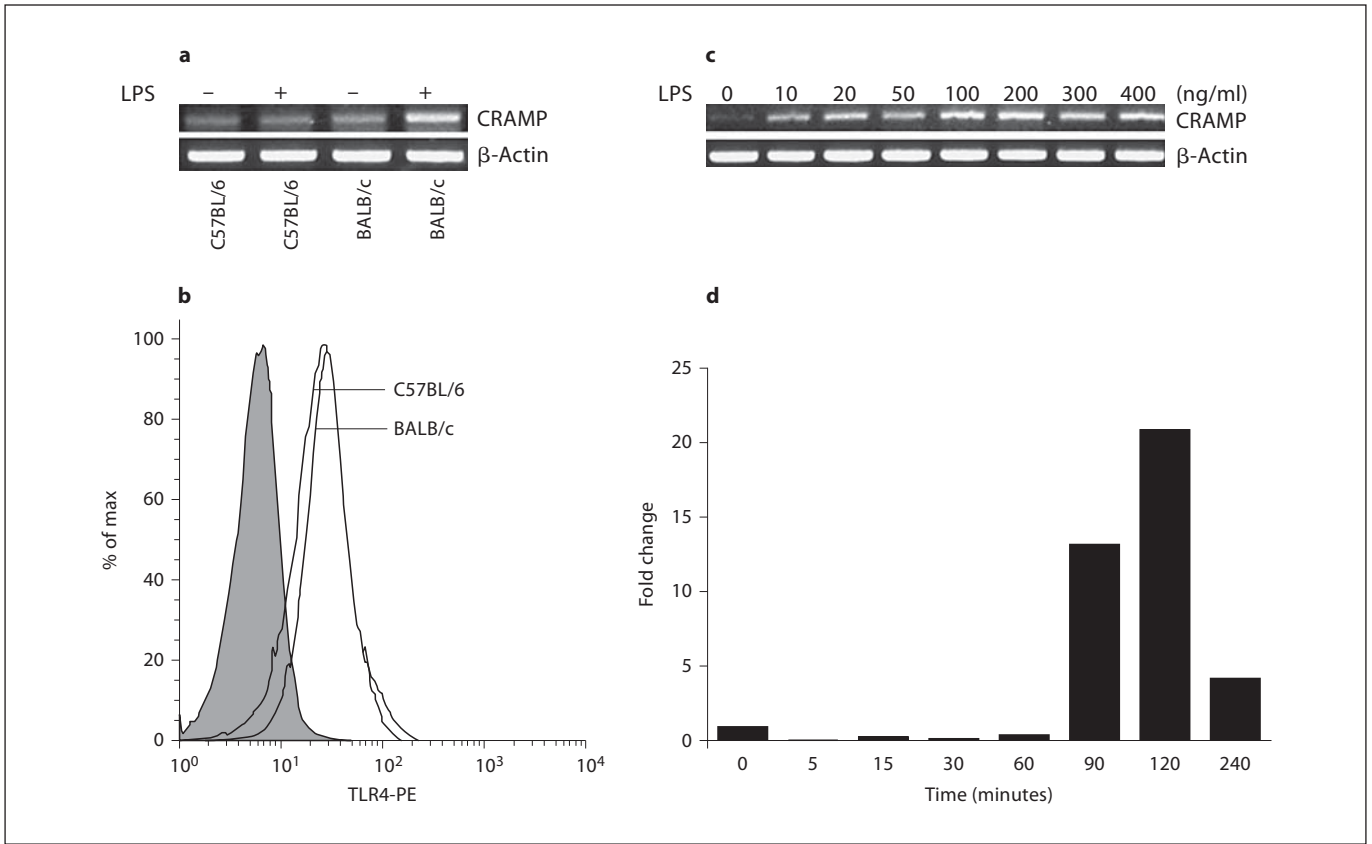 a
LPS – + – +
CRAMP
β-Actin
C57BL/6 C57BL/6 BALB/c BALB/c
c
LPS 0 10 20 50 100 200 300 400 (ng/ml)
CRAMP
β-Actin
b
100
80
60
40
20
0
% of max
C57BL/6
BALB/c
10⁰ 10¹ 10² 10³ 10⁴
TLR4-PE
d
25
20
15
10
5
0
Fold change
0 5 15 30 60 90 120 240
Time (minutes)